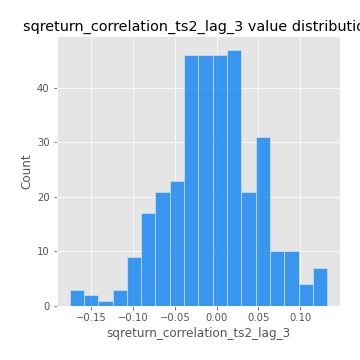 sqreturn_correlation_ts2_lag_3 value distributio
Count
40
30
20
10
0
−0.15 −0.10 −0.05 0.00 0.05 0.10
sqreturn_correlation_ts2_lag_3